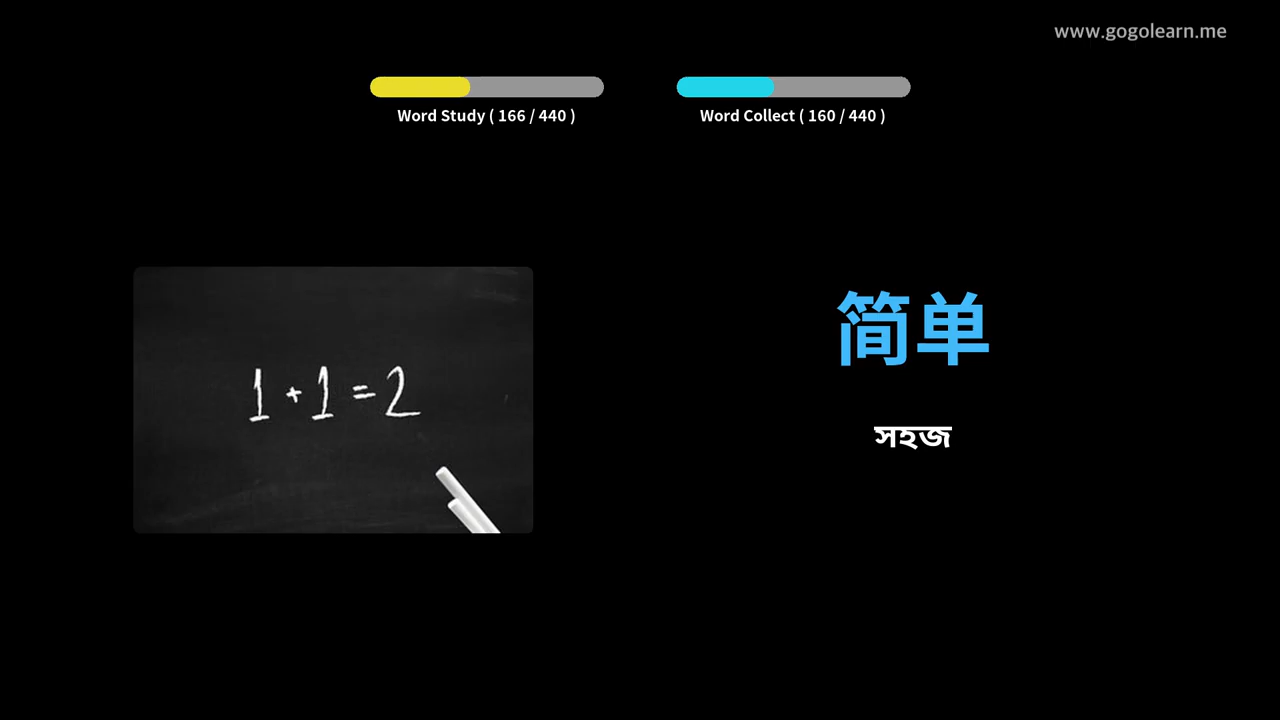 www.gogolearn.me
Word Study ( 166 / 440 )
Word Collect ( 160 / 440 )
1 + 1 = 2
简单
সহজ